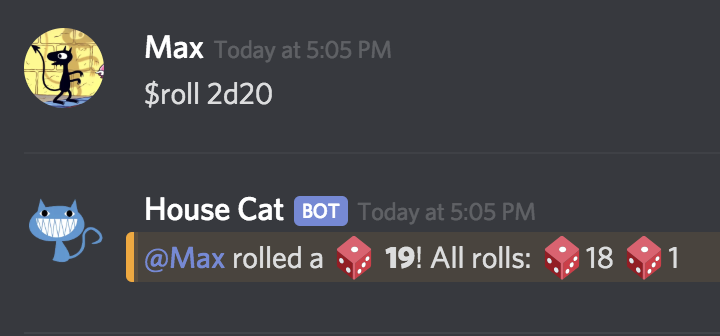 Max Today at 5:05 PM
$roll 2d20
House Cat BOT Today at 5:05 PM
@Max rolled a 🎲 19! All rolls: 🎲 18 🎲 1